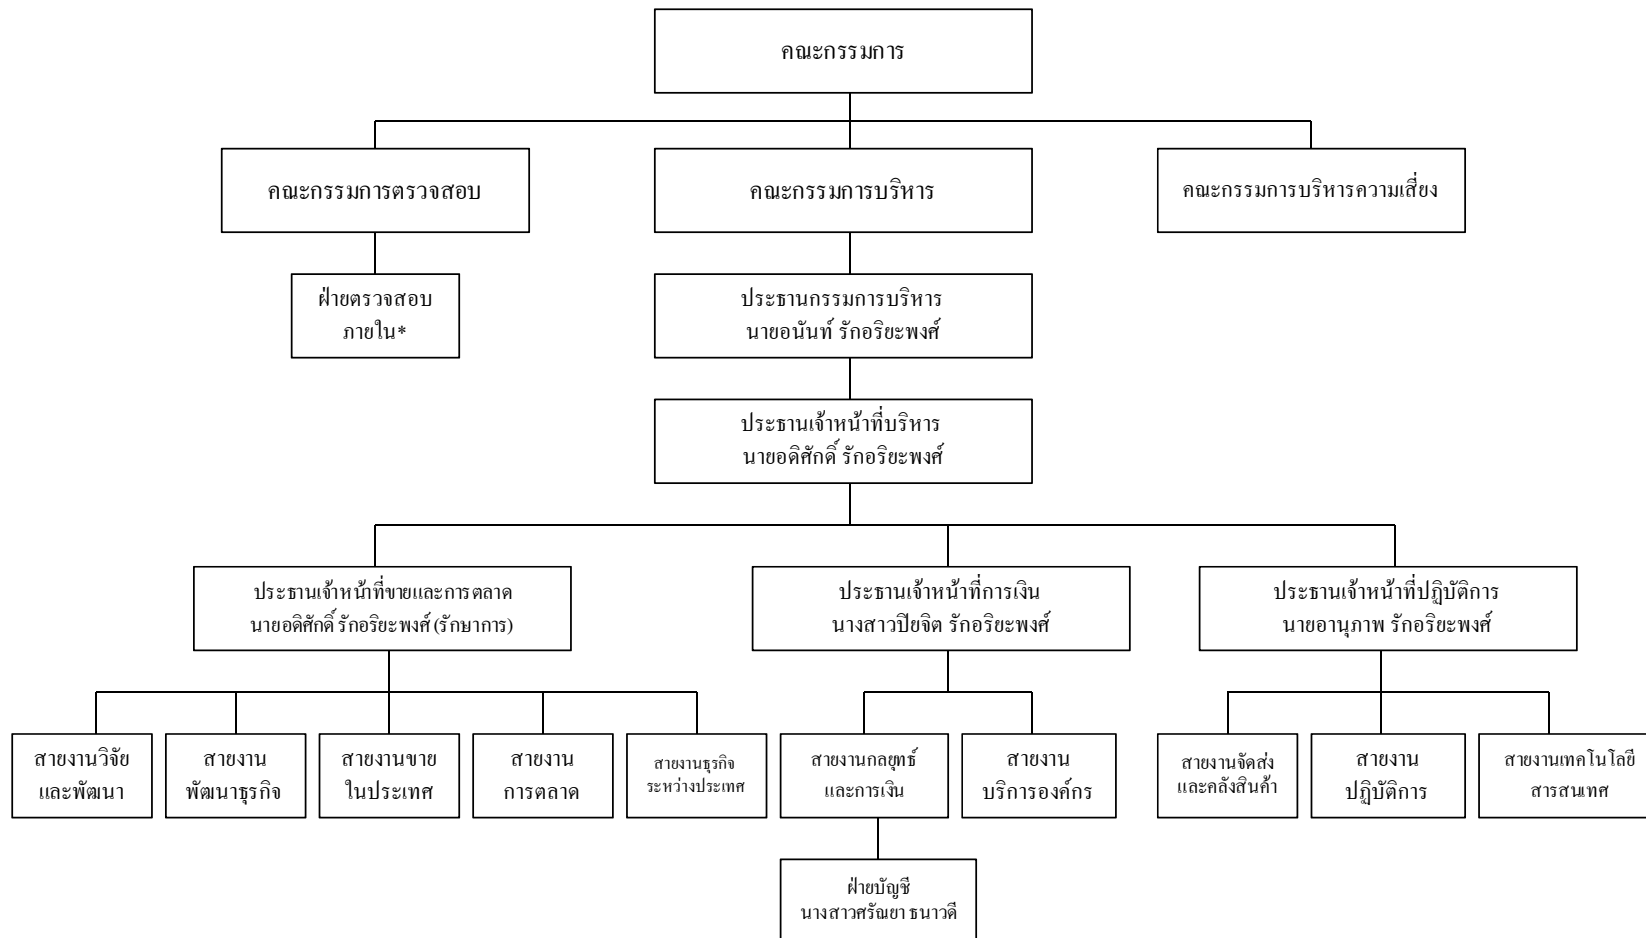 คณะกรรมการ
คณะกรรมการตรวจสอบ
คณะกรรมการบริหาร
คณะกรรมการบริหารความเสี่ยง
ฝ่ายตรวจสอบ
ภายใน*
ประธานกรรมการบริหาร
นายอนันท์ รักอริยะพงศ์
ประธานเจ้าหน้าที่บริหาร
นายอดิศักดิ์ รักอริยะพงศ์
ประธานเจ้าหน้าที่ขายและการตลาด
นายอดิศักดิ์ รักอริยะพงศ์ (รักษาการ)
ประธานเจ้าหน้าที่การเงิน
นางสาวปิยจิต รักอริยะพงศ์
ประธานเจ้าหน้าที่ปฏิบัติการ
นายอานุภาพ รักอริยะพงศ์
สายงานวิจัย
และพัฒนา
สายงาน
พัฒนาธุรกิจ
สายงานขาย
ในประเทศ
สายงาน
การตลาด
สายงานธุรกิจ
ระหว่างประเทศ
สายงานกลยุทธ์
และการเงิน
สายงาน
บริการองค์กร
สายงานจัดส่ง
และคลังสินค้า
สายงาน
ปฏิบัติการ
สายงานเทคโนโลยี
สารสนเทศ
ฝ่ายบัญชี
นางสาวศรัณยา ธนาวดี